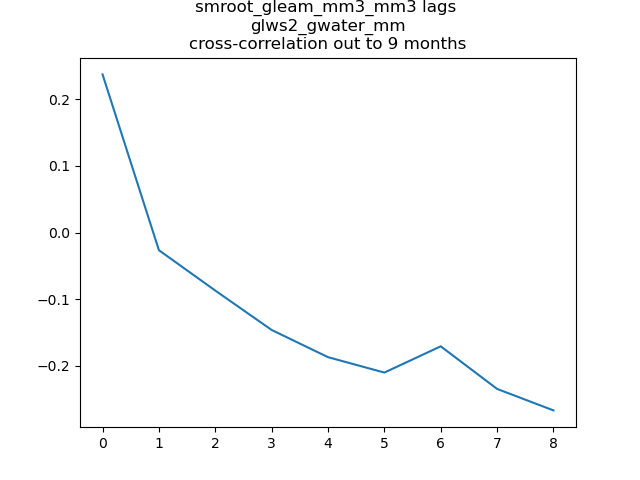 smroot_gleam_mm3_mm3 lags
glws2_gwater_mm
cross-correlation out to 9 months
0.2
0.1
0.0
−0.1
−0.2
0 1 2 3 4 5 6 7 8